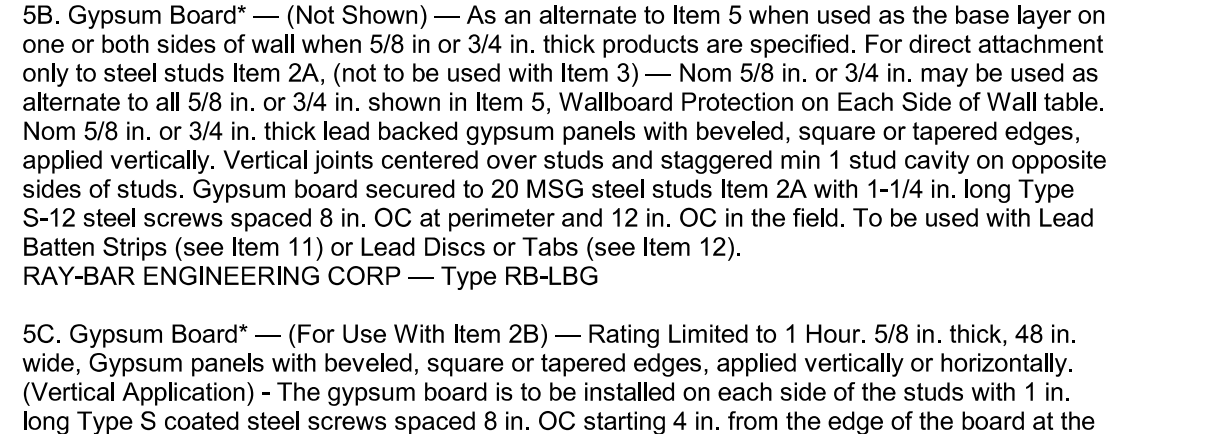 5B. Gypsum Board* — (Not Shown) — As an alternate to Item 5 when used as the base layer on
one or both sides of wall when 5/8 in or 3/4 in. thick products are specified. For direct attachment
only to steel studs Item 2A, (not to be used with Item 3) — Nom 5/8 in. or 3/4 in. may be used as
alternate to all 5/8 in. or 3/4 in. shown in Item 5, Wallboard Protection on Each Side of Wall table.
Nom 5/8 in. or 3/4 in. thick lead backed gypsum panels with beveled, square or tapered edges,
applied vertically. Vertical joints centered over studs and staggered min 1 stud cavity on opposite
sides of studs. Gypsum board secured to 20 MSG steel studs Item 2A with 1-1/4 in. long Type
S-12 steel screws spaced 8 in. OC at perimeter and 12 in. OC in the field. To be used with Lead
Batten Strips (see Item 11) or Lead Discs or Tabs (see Item 12).
RAY-BAR ENGINEERING CORP — Type RB-LBG
5C. Gypsum Board* — (For Use With Item 2B) — Rating Limited to 1 Hour. 5/8 in. thick, 48 in.
wide, Gypsum panels with beveled, square or tapered edges, applied vertically or horizontally.
(Vertical Application) - The gypsum board is to be installed on each side of the studs with 1 in.
long Type S coated steel screws spaced 8 in. OC starting 4 in. from the edge of the board at the